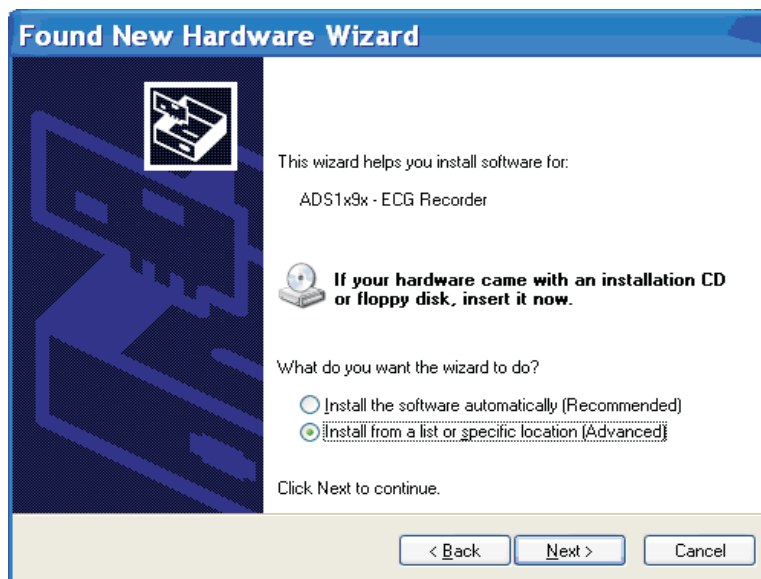 Found New Hardware Wizard
This wizard helps you install software for:
ADS1x9x - ECG Recorder
If your hardware came with an installation CD
or floppy disk, insert it now.
What do you want the wizard to do?
Install the software automatically (Recommended)
Install from a list or specific location (Advanced)
Click Next to continue.
< Back Next > Cancel